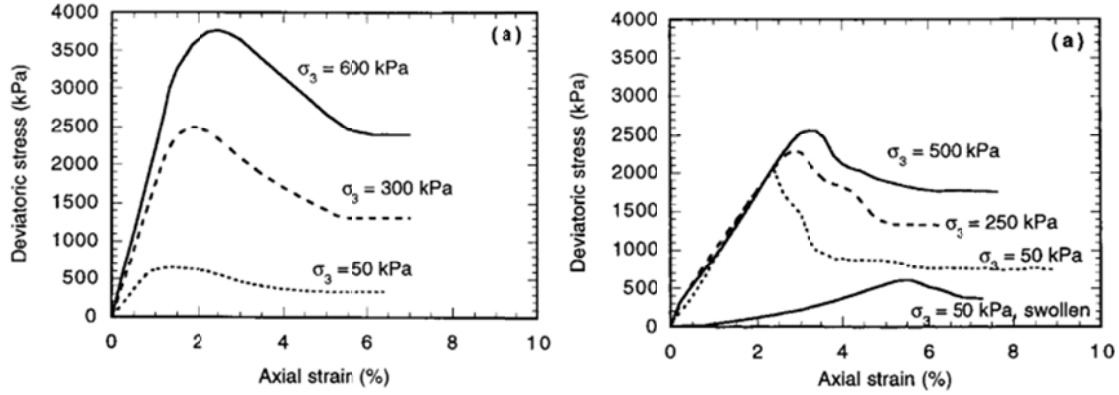 4000
3500
3000
2500
2000
1500
1000
500
0
Deviatoric stress (kPa)
(a)
σ3 = 600 kPa
σ3 = 300 kPa
σ3 = 50 kPa
0 2 4 6 8 10
Axial strain (%)
4000
3500
3000
2500
2000
1500
1000
500
0
Deviatoric stress (kPa)
(a)
σ3 = 500 kPa
σ3 = 250 kPa
σ3 = 50 kPa
σ3 = 50 kPa, swollen
0 2 4 6 8 10
Axial strain (%)